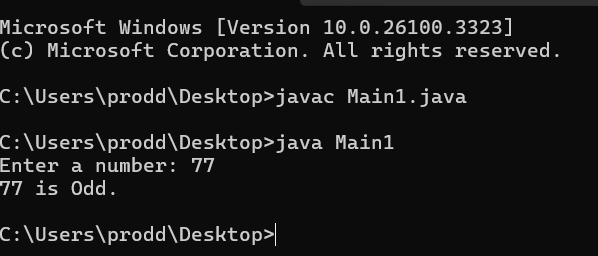 Microsoft Windows [Version 10.0.26100.3323]
(c) Microsoft Corporation. All rights reserved.
C:\Users\prodd\Desktop>javac Main1.java
C:\Users\prodd\Desktop>java Main1
Enter a number: 77
77 is Odd.
C:\Users\prodd\Desktop>